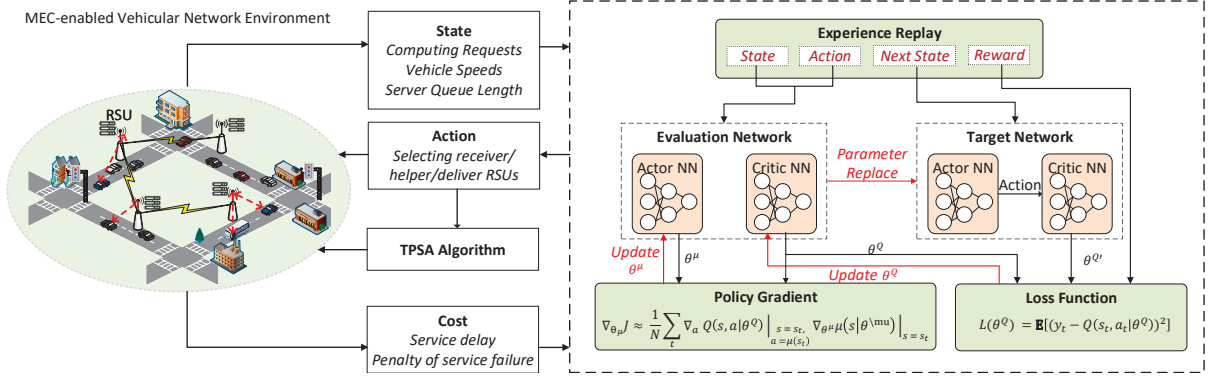 MEC-enabled Vehicular Network Environment
RSU
State
Computing Requests
Vehicle Speeds
Server Queue Length
Action
Selecting receiver/
helper/deliver RSUs
TPSA Algorithm
Cost
Service delay
Penalty of service failure
Experience Replay
State Action Next State Reward
Evaluation Network
Actor NN Critic NN
Parameter
Replace
Target Network
Actor NN Action Critic NN
Update
θ^μ
θ^μ
θ^Q
Update θ^Q
θ^Q′
Policy Gradient
∇_θμ J ≈ 1/N ∑_t ∇_a Q(s, a|θ^Q)|_{s=s_t, a=μ(s_t)} ∇_θ^μ μ(s|θ^\mu)|_{s=s_t}
Loss Function
L(θ^Q) = E[(y_t − Q(s_t, a_t|θ^Q))²]